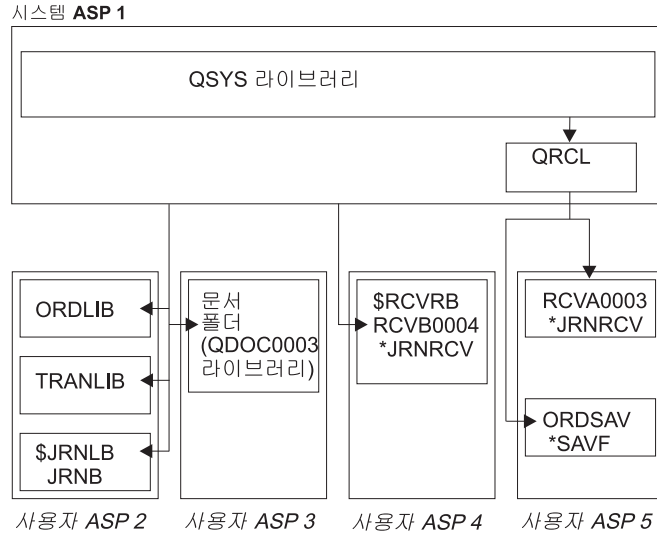 시스템 ASP 1
QSYS 라이브러리
QRCL
ORDLIB
TRANLIB
$JRNLB
JRNB
문서
폴더
(QDOC0003
라이브러리)
$RCVRB
RCVB0004
*JRNRCV
RCVA0003
*JRNRCV
ORDSAV
*SAVF
사용자 ASP 2
사용자 ASP 3
사용자 ASP 4
사용자 ASP 5